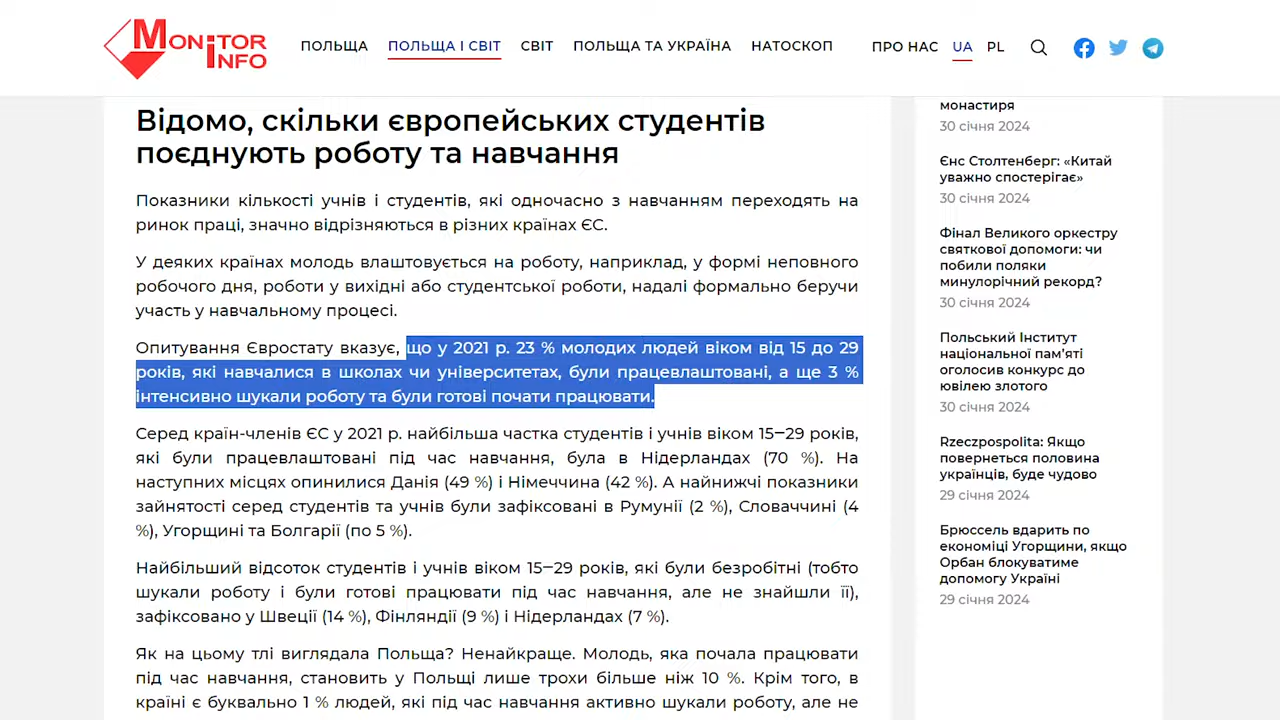 MONITOR INFO
ПОЛЬЩА
ПОЛЬЩА І СВІТ
СВІТ
ПОЛЬЩА ТА УКРАЇНА
НАТОСКОП
ПРО НАС
UA
PL
Відомо, скільки європейських студентів
поєднують роботу та навчання
Показники кількості учнів і студентів, які одночасно з навчанням переходять на
ринок праці, значно відрізняються в різних країнах ЄС.
У деяких країнах молодь влаштовується на роботу, наприклад, у формі неповного
робочого дня, роботи у вихідні або студентської роботи, надалі формально беручи
участь у навчальному процесі.
Опитування Євростату вказує, що у 2021 р. 23 % молодих людей віком від 15 до 29
років, які навчалися в школах чи університетах, були працевлаштовані, а ще 3 %
інтенсивно шукали роботу та були готові почати працювати.
Серед країн-членів ЄС у 2021 р. найбільша частка студентів і учнів віком 15–29 років,
які були працевлаштовані під час навчання, була в Нідерландах (70 %). На
наступних місцях опинилися Данія (49 %) і Німеччина (42 %). А найнижчі показники
зайнятості серед студентів та учнів були зафіксовані в Румунії (2 %), Словаччині (4
%), Угорщині та Болгарії (по 5 %).
Найбільший відсоток студентів і учнів віком 15–29 років, які були безробітні (тобто
шукали роботу і були готові працювати під час навчання, але не знайшли її),
зафіксовано у Швеції (14 %), Фінляндії (9 %) і Нідерландах (7 %).
Як на цьому тлі виглядала Польща? Ненайкраще. Молодь, яка почала працювати
під час навчання, становить у Польщі лише трохи більше ніж 10 %. Крім того, в
країні є буквально 1 % людей, які під час навчання активно шукали роботу, але не
монастиря
30 січня 2024
Єнс Столтенберг: «Китай
уважно спостерігає»
30 січня 2024
Фінал Великого оркестру
святкової допомоги: чи
побили поляки
минулорічний рекорд?
30 січня 2024
Польський Інститут
національної пам’яті
оголосив конкурс до
ювілею злотого
30 січня 2024
Rzeczpospolita: Якщо
повернеться половина
українців, буде чудово
29 січня 2024
Брюссель вдарить по
економіці Угорщини, якщо
Орбан блокуватиме
допомогу Україні
29 січня 2024